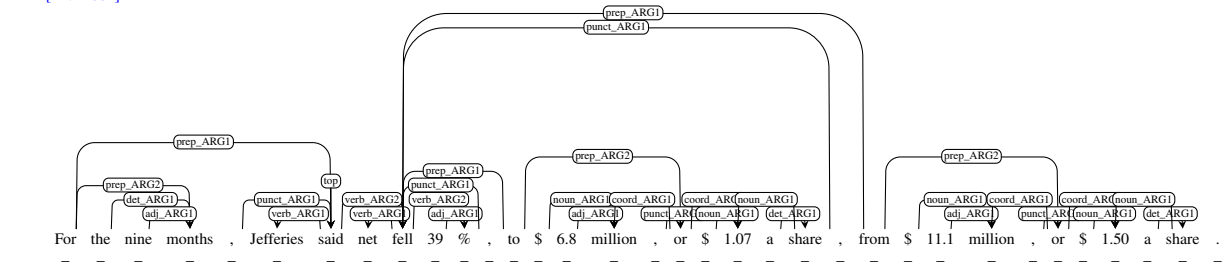 prep_ARG1
punct_ARG1
prep_ARG1 prep_ARG2 prep_ARG2
prep_ARG1
top punct_ARG1
prep_ARG2 verb_ARG2 verb_ARG2 noun_ARG1 coord_ARG1 noun_ARG1 noun_ARG1 coord_ARG1 noun_ARG1
det_ARG1 punct_ARG1
adj_ARG1 verb_ARG1 verb_ARG1 adj_ARG1 adj_ARG1 noun_ARG1 det_ARG1 adj_ARG1 noun_ARG1 det_ARG1
For the nine months , Jefferies said net fell 39 % , to $ 6.8 million , or $ 1.07 a share , from $ 11.1 million , or $ 1.50 a share .
_ _ _ _ _ _ _ _ _ _ _ _ _ _ _ _ _ _ _ _ _ _ _ _ _ _ _ _ _ _ _ _ _